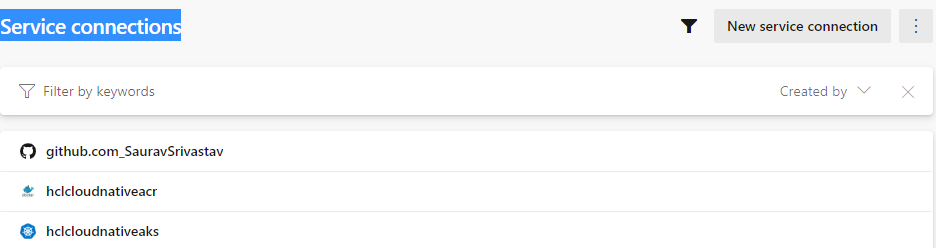 Service connections
New service connection
Filter by keywords
Created by
github.com_SauravSrivastav
hclcloudnativeacr
hclcloudnativeaks